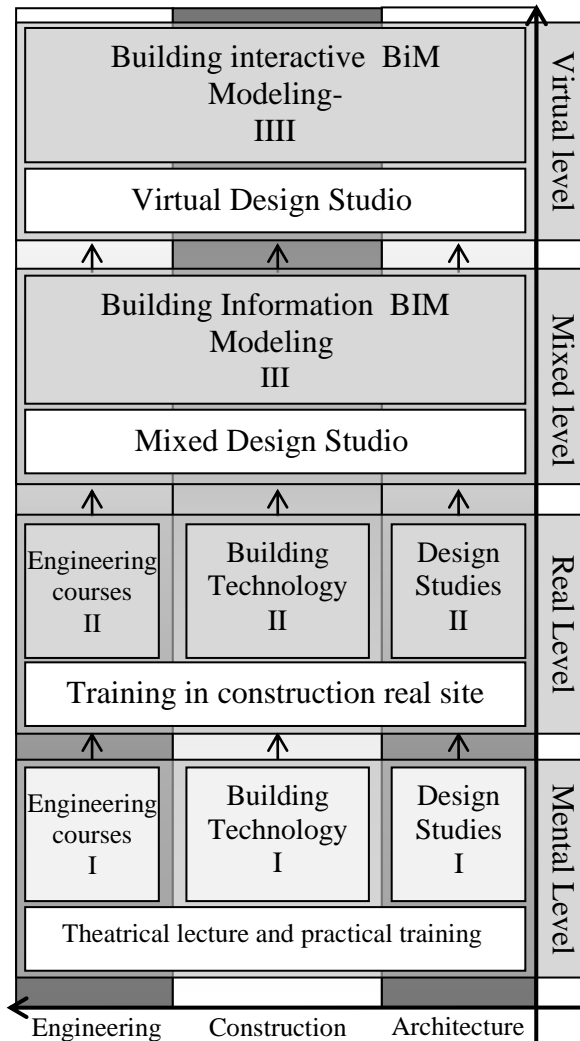 Building interactive BiM
Modeling-
IIII
Virtual Design Studio
Virtual level
Building Information BIM
Modeling
III
Mixed Design Studio
Mixed level
Engineering
courses
II
Building
Technology
II
Design
Studies
II
Training in construction real site
Real Level
Engineering
courses
I
Building
Technology
I
Design
Studies
I
Theatrical lecture and practical training
Mental Level
Engineering
Construction
Architecture